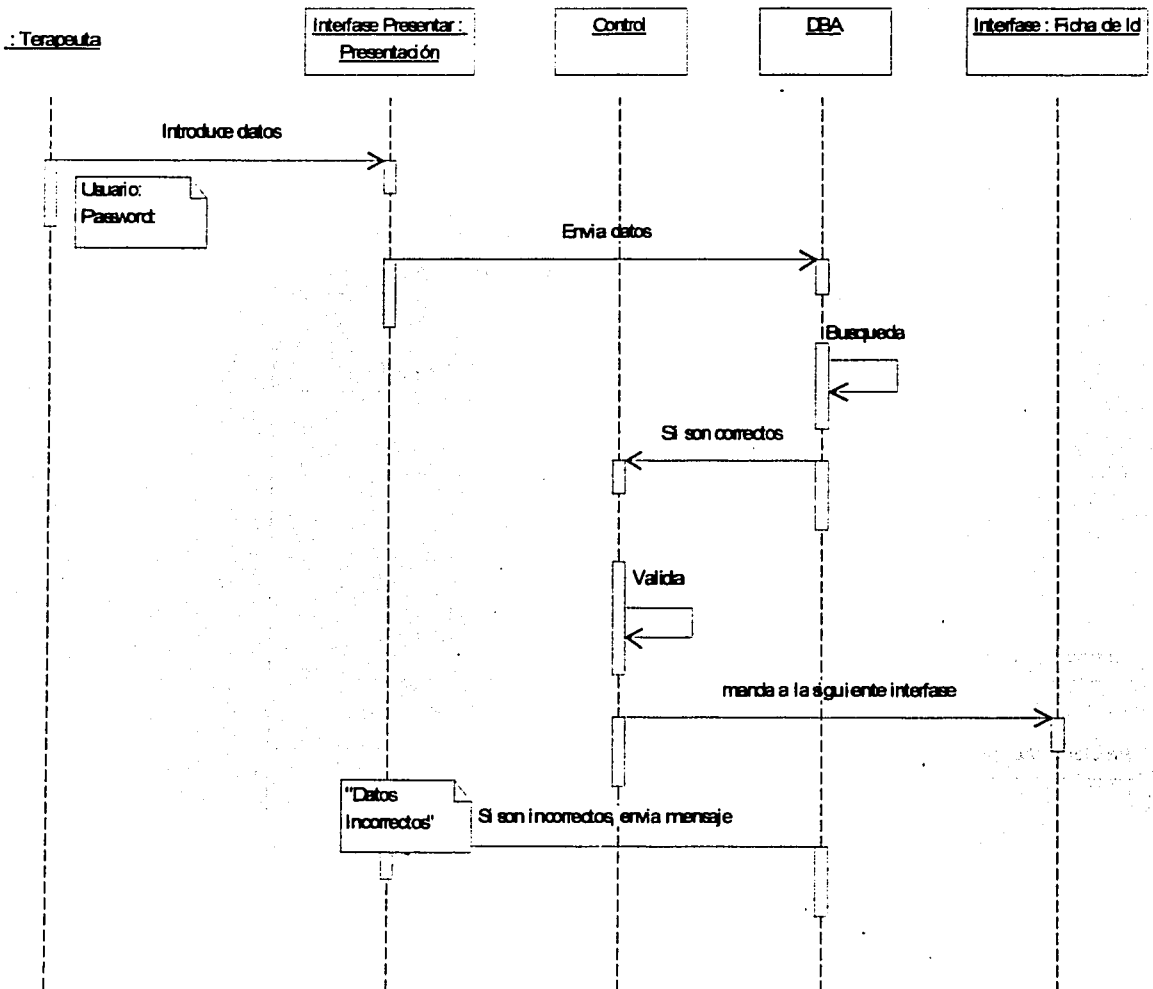 : Terapeuta
Interfase Presentar :
Presentación
Control
DBA
Interfase : Ficha de Id
Introduce datos
Usuario:
Password:
Envia datos
Busqueda
Si son correctos
Valida
manda a la siguiente interfase
"Datos
Incorrectos"
Si son incorrectos, envia mensaje